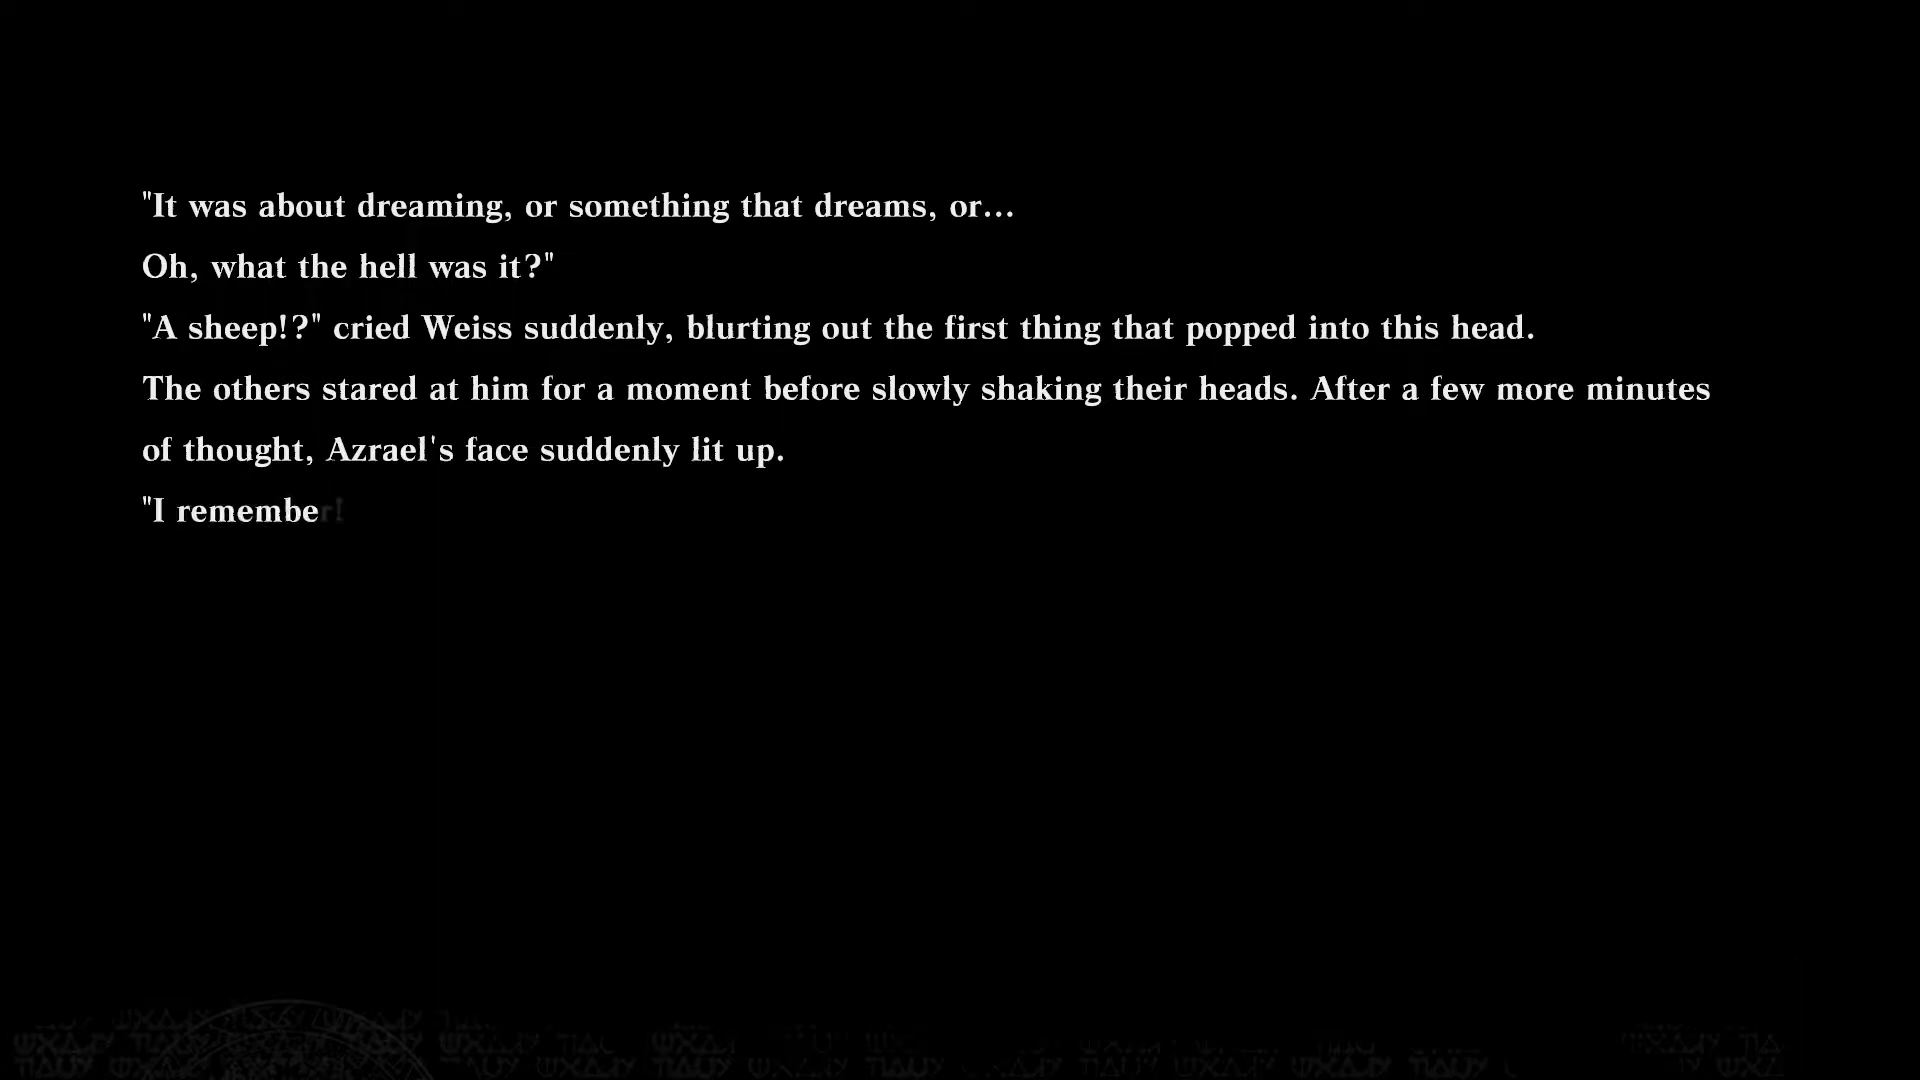 "It was about dreaming, or something that dreams, or...
Oh, what the hell was it?"
"A sheep!?" cried Weiss suddenly, blurting out the first thing that popped into this head.
The others stared at him for a moment before slowly shaking their heads. After a few more minutes
of thought, Azrael's face suddenly lit up.
"I remember!